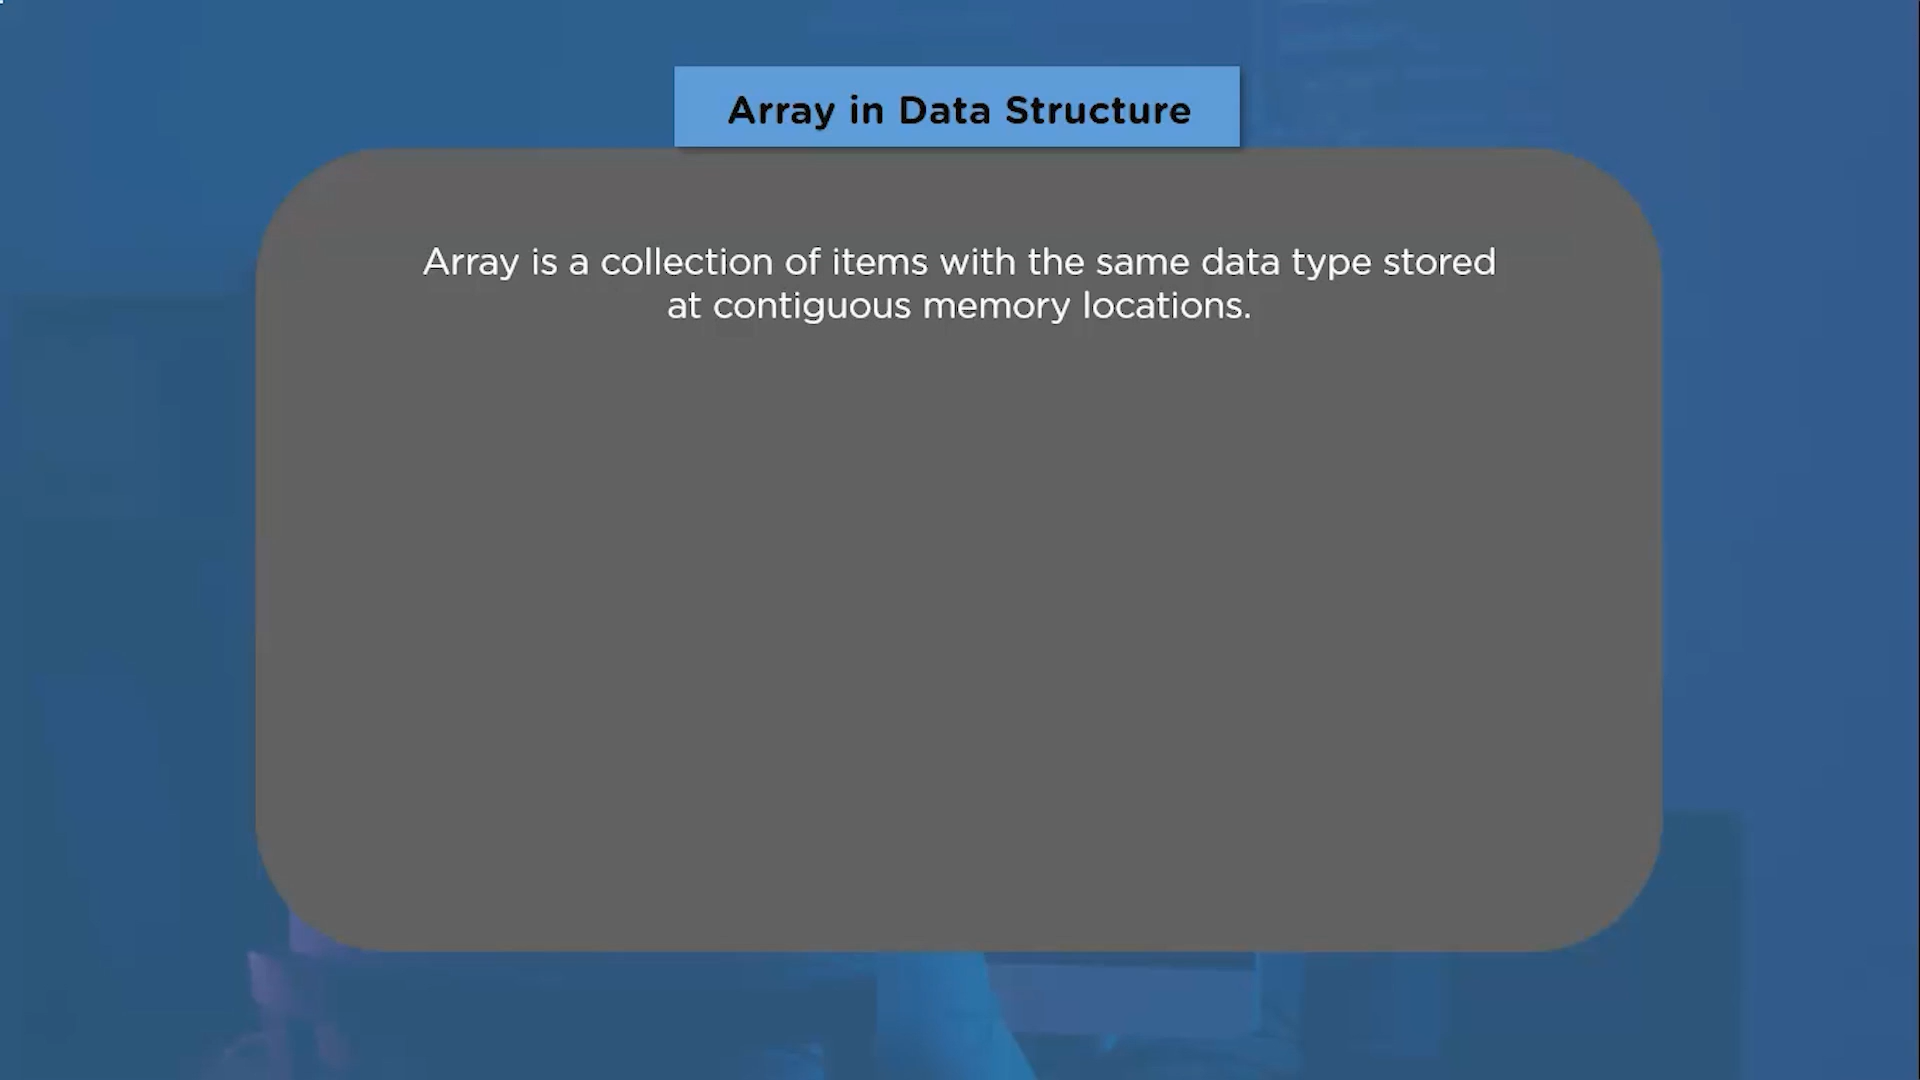 Array in Data Structure
Array is a collection of items with the same data type stored
at contiguous memory locations.